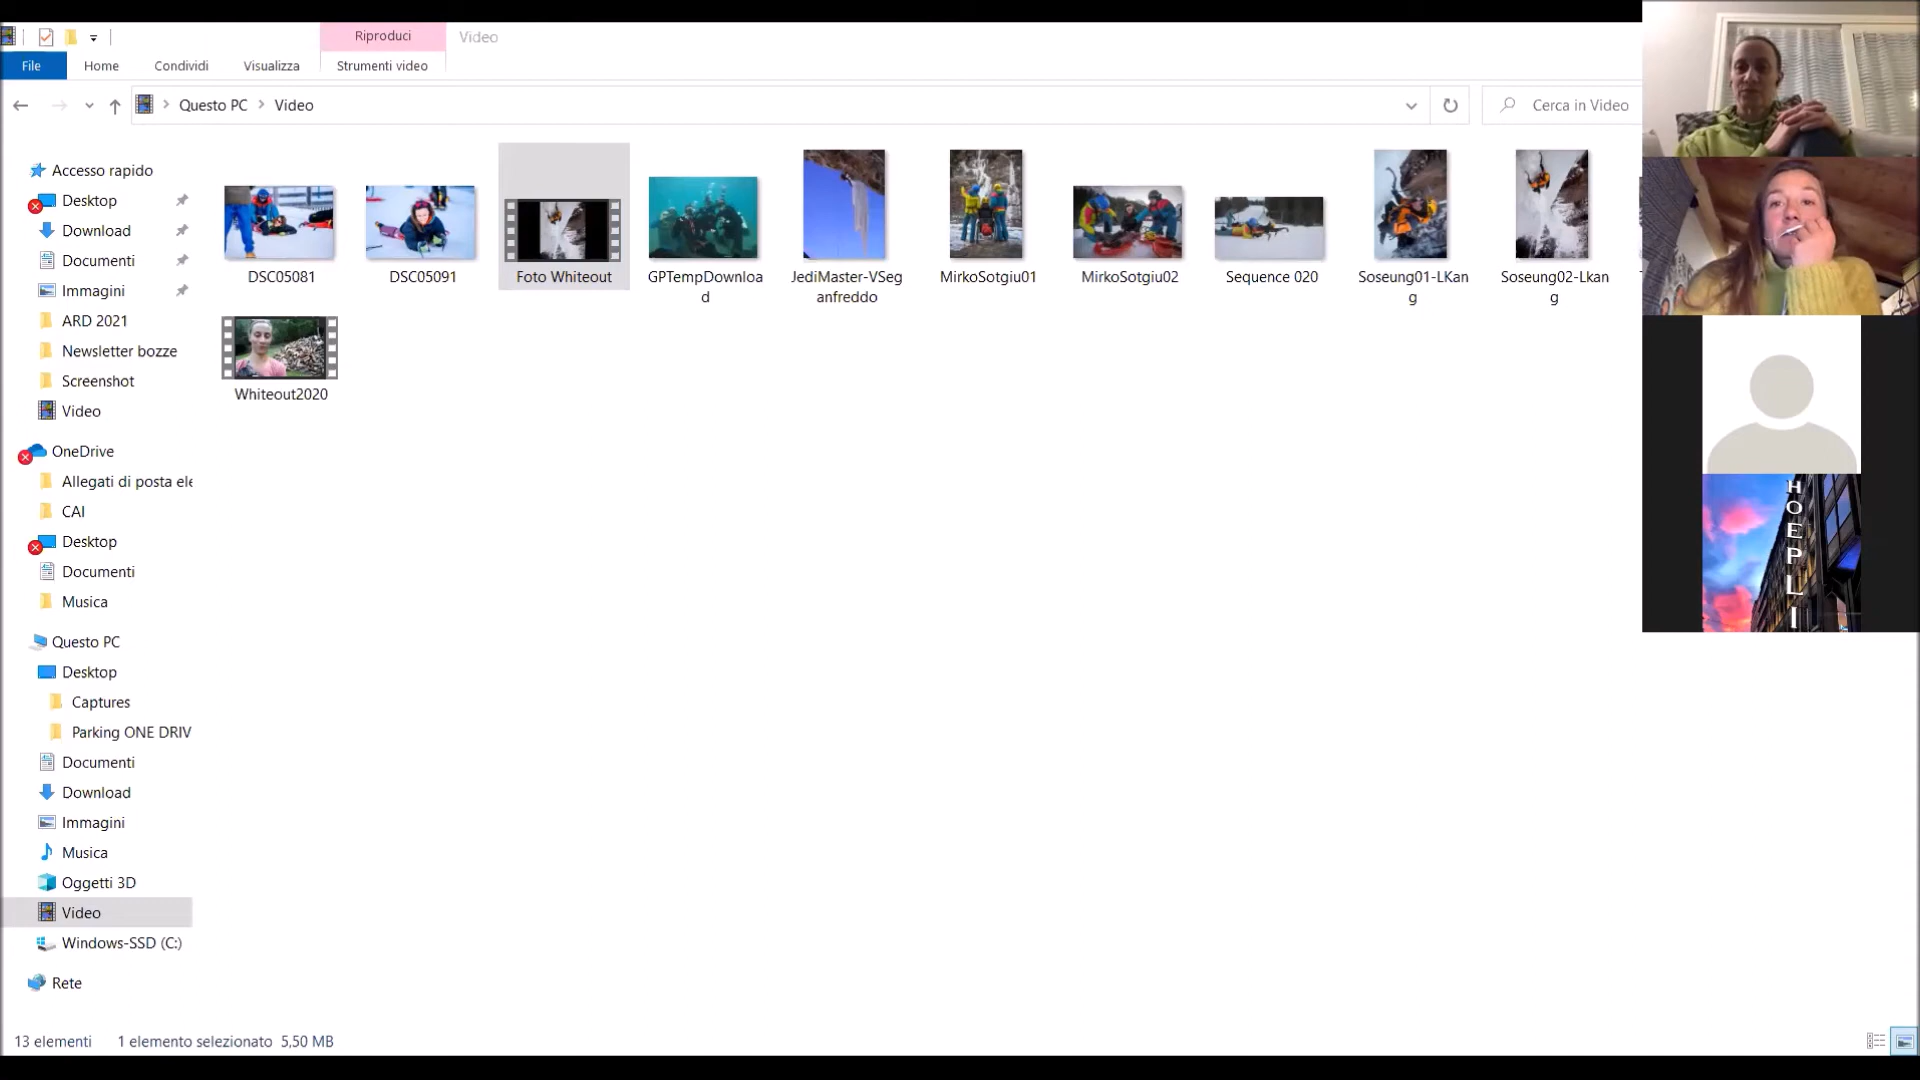 Riproduci
Video
File
Home
Condividi
Visualizza
Strumenti video
Questo PC
Video
Cerca in Video
Accesso rapido
Desktop
Download
Documenti
Immagini
ARD 2021
Newsletter bozze
Screenshot
Video
OneDrive
Allegati di posta ele
CAI
Desktop
Documenti
Musica
Questo PC
Desktop
Captures
Parking ONE DRIV
Documenti
Download
Immagini
Musica
Oggetti 3D
Video
Windows-SSD (C:)
Rete
DSC05081
DSC05091
Foto Whiteout
GPTempDownloa
d
JediMaster-VSeg
anfreddo
MirkoSotgiu01
MirkoSotgiu02
Sequence 020
Soseung01-LKan
g
Soseung02-Lkan
g
Whiteout2020
HOEPLI
13 elementi
1 elemento selezionato 5,50 MB